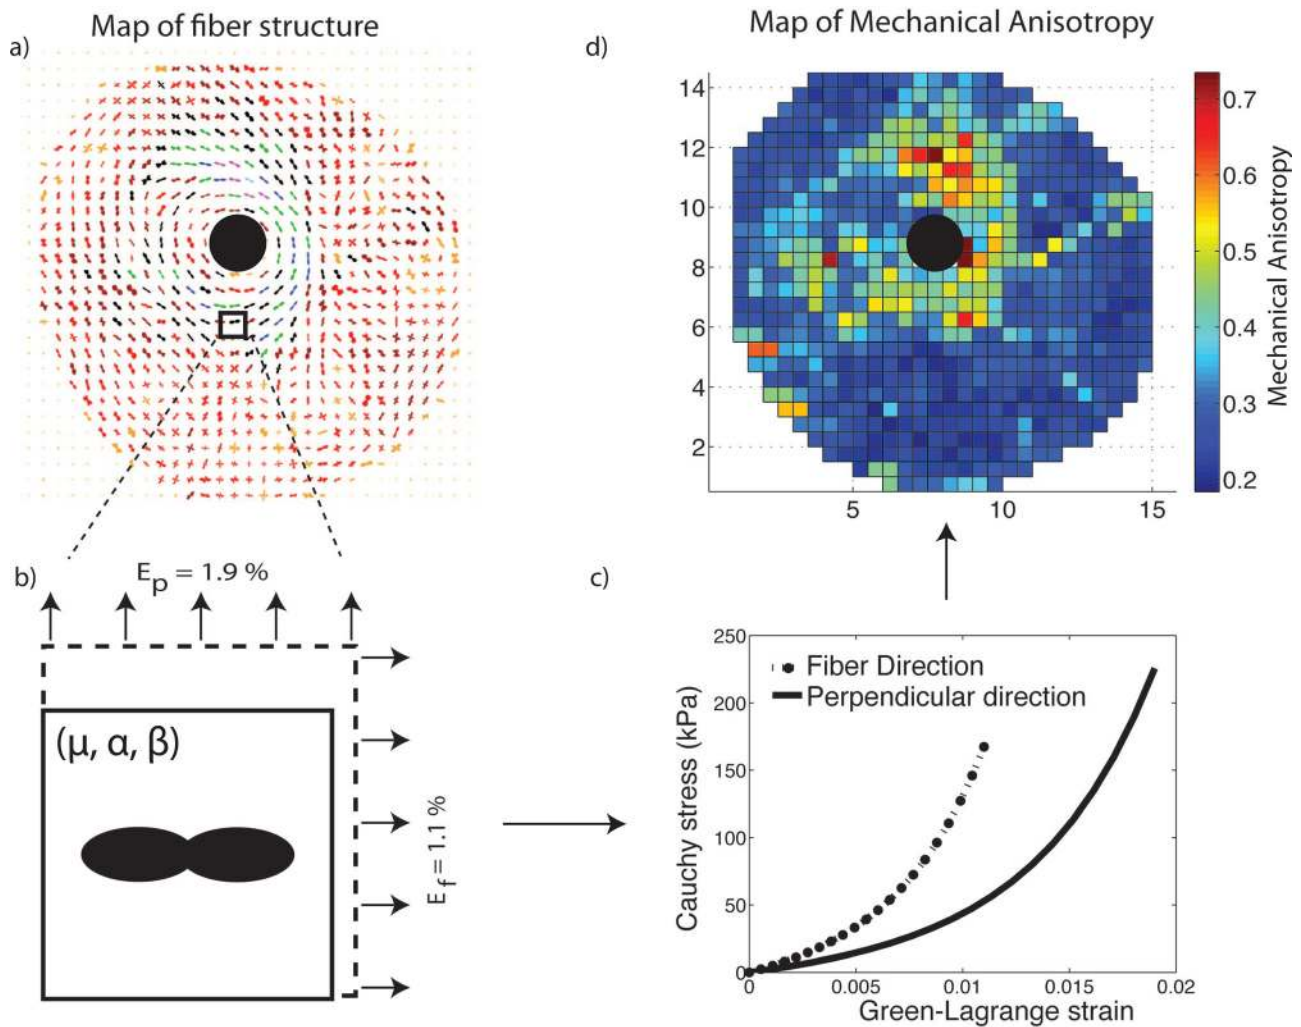 Map of fiber structure
a)
Map of Mechanical Anisotropy
d)
14
12
10
8
6
4
2
5
10
15
0.7
0.6
0.5
0.4
0.3
0.2
Mechanical Anisotropy
b)
E_p = 1.9 %
(μ, α, β)
E_f = 1.1 %
c)
250
200
150
100
50
0
Fiber Direction
Perpendicular direction
Cauchy stress (kPa)
0
0.005
0.01
0.015
0.02
Green-Lagrange strain